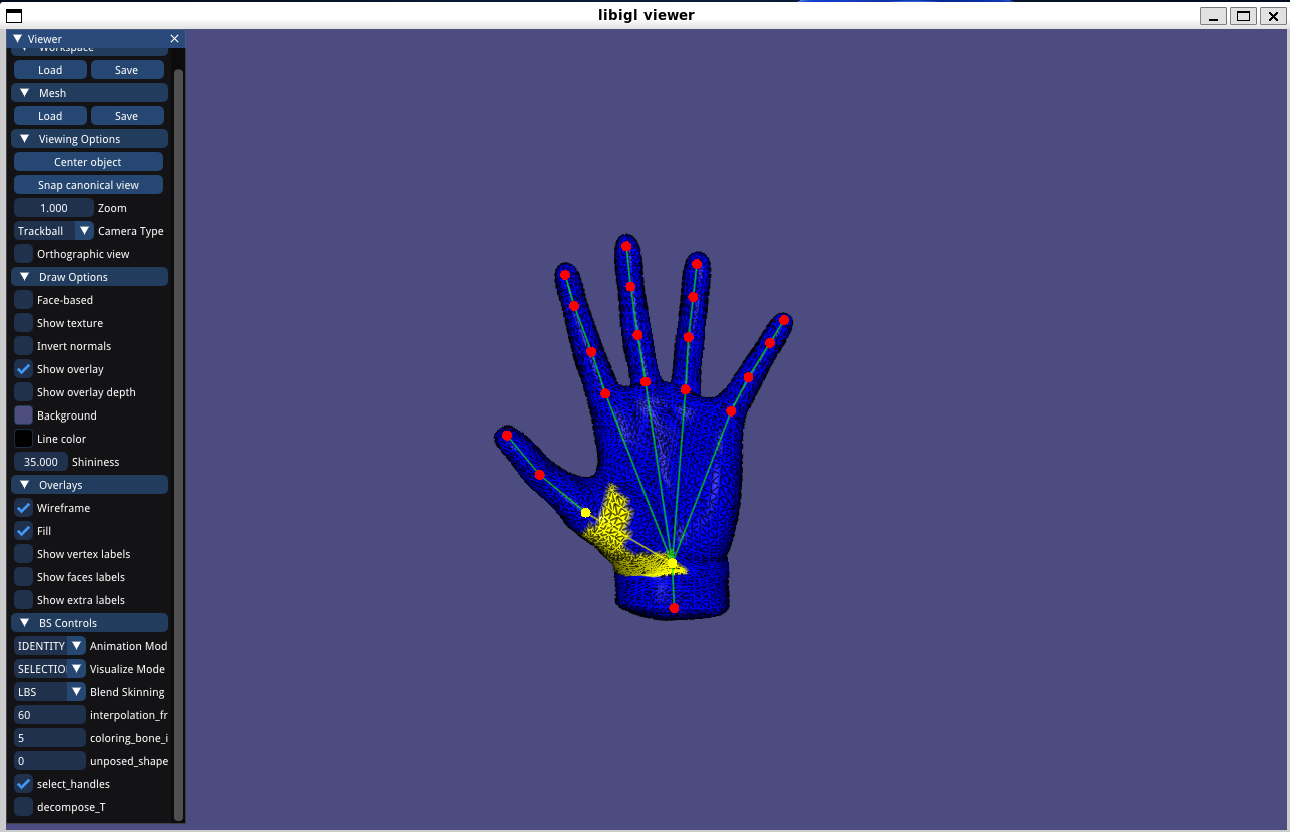 libigl viewer
Viewer
Workspace
Load Save
Mesh
Load Save
Viewing Options
Center object
Snap canonical view
1.000 Zoom
Trackball Camera Type
Orthographic view
Draw Options
Face-based
Show texture
Invert normals
Show overlay
Show overlay depth
Background
Line color
35.000 Shininess
Overlays
Wireframe
Fill
Show vertex labels
Show faces labels
Show extra labels
BS Controls
IDENTITY Animation Mod
SELECTIO Visualize Mode
LBS Blend Skinning
60 interpolation_fr
5 coloring_bone_i
0 unposed_shape
select_handles
decompose_T